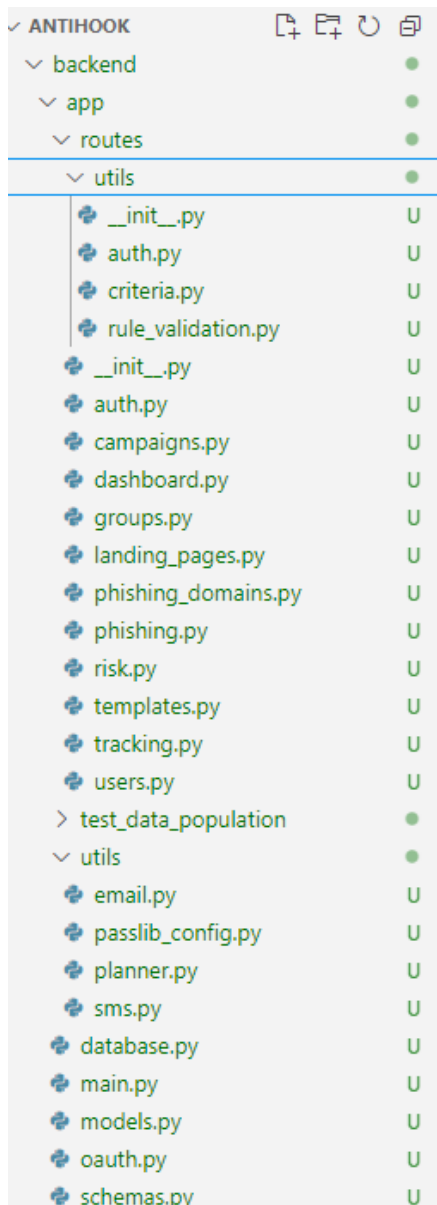 ANTIHOOK
backend
app
routes
utils
__init__.py U
auth.py U
criteria.py U
rule_validation.py U
__init__.py U
auth.py U
campaigns.py U
dashboard.py U
groups.py U
landing_pages.py U
phishing_domains.py U
phishing.py U
risk.py U
templates.py U
tracking.py U
users.py U
test_data_population
utils
email.py U
passlib_config.py U
planner.py U
sms.py U
database.py U
main.py U
models.py U
oauth.py U
schemas.py U